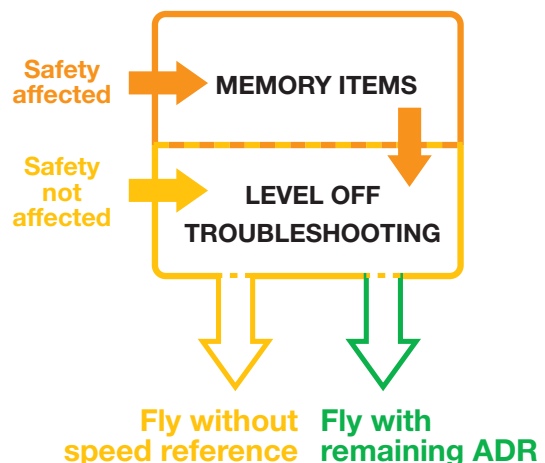 Safety
affected
MEMORY ITEMS
Safety
not
affected
LEVEL OFF
TROUBLESHOOTING
Fly without
speed reference
Fly with
remaining ADR